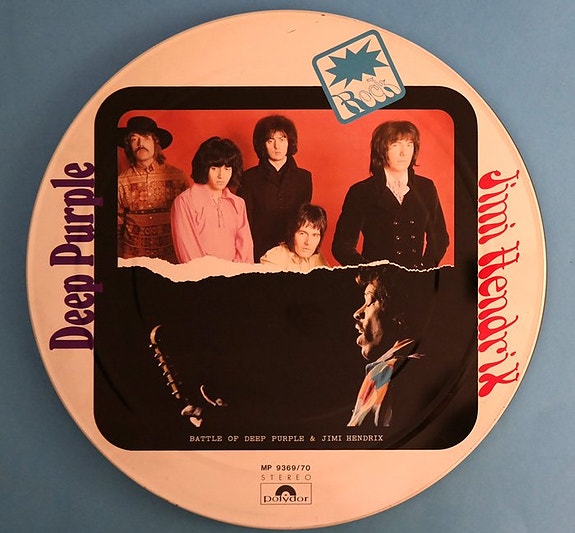 Rock
Deep Purple
Jimi Hendrix
BATTLE OF DEEP PURPLE & JIMI HENDRIX
MP 9369/70
STEREO
Polydor